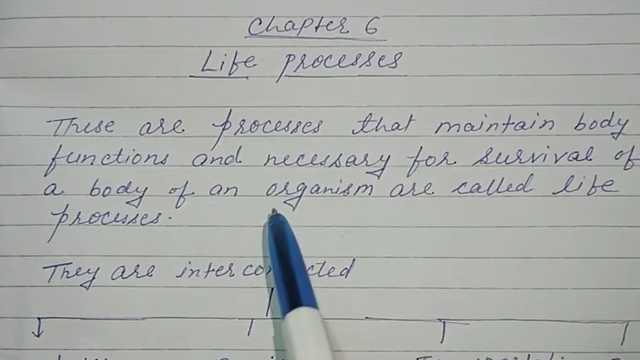 Chapter 6
Life processes
These are processes that maintain body
functions and necessary for survival of
a body of an organism are called life
processes.
They are